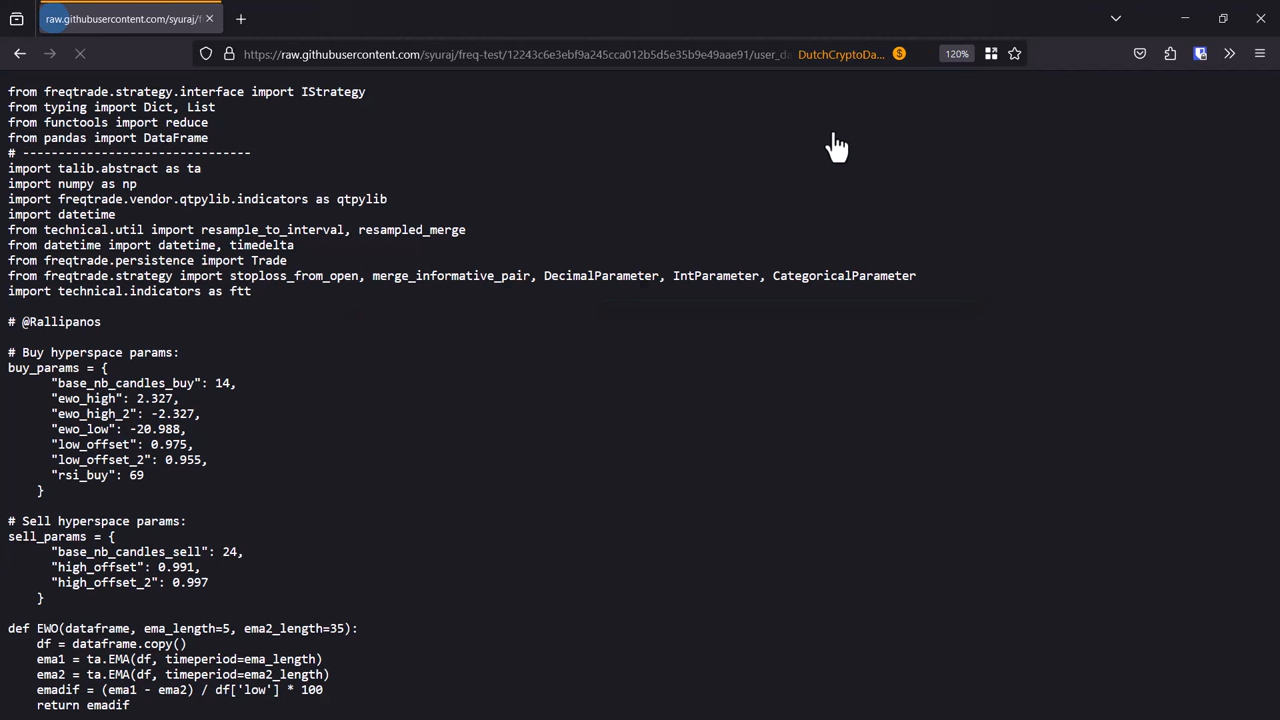 raw.githubusercontent.com/syuraj/f
https://raw.githubusercontent.com/syuraj/freq-test/12243c6e3ebf9a245cca012b5d5e35b9e49aae91/user_da
DutchCryptoDa...
120%
from freqtrade.strategy.interface import IStrategy
from typing import Dict, List
from functools import reduce
from pandas import DataFrame
# --------------------------------
import talib.abstract as ta
import numpy as np
import freqtrade.vendor.qtpylib.indicators as qtpylib
import datetime
from technical.util import resample_to_interval, resampled_merge
from datetime import datetime, timedelta
from freqtrade.persistence import Trade
from freqtrade.strategy import stoploss_from_open, merge_informative_pair, DecimalParameter, IntParameter, CategoricalParameter
import technical.indicators as ftt
# @Rallipanos
# Buy hyperspace params:
buy_params = {
"base_nb_candles_buy": 14,
"ewo_high": 2.327,
"ewo_high_2": -2.327,
"ewo_low": -20.988,
"low_offset": 0.975,
"low_offset_2": 0.955,
"rsi_buy": 69
}
# Sell hyperspace params:
sell_params = {
"base_nb_candles_sell": 24,
"high_offset": 0.991,
"high_offset_2": 0.997
}
def EWO(dataframe, ema_length=5, ema2_length=35):
df = dataframe.copy()
ema1 = ta.EMA(df, timeperiod=ema_length)
ema2 = ta.EMA(df, timeperiod=ema2_length)
emadif = (ema1 - ema2) / df['low'] * 100
return emadif